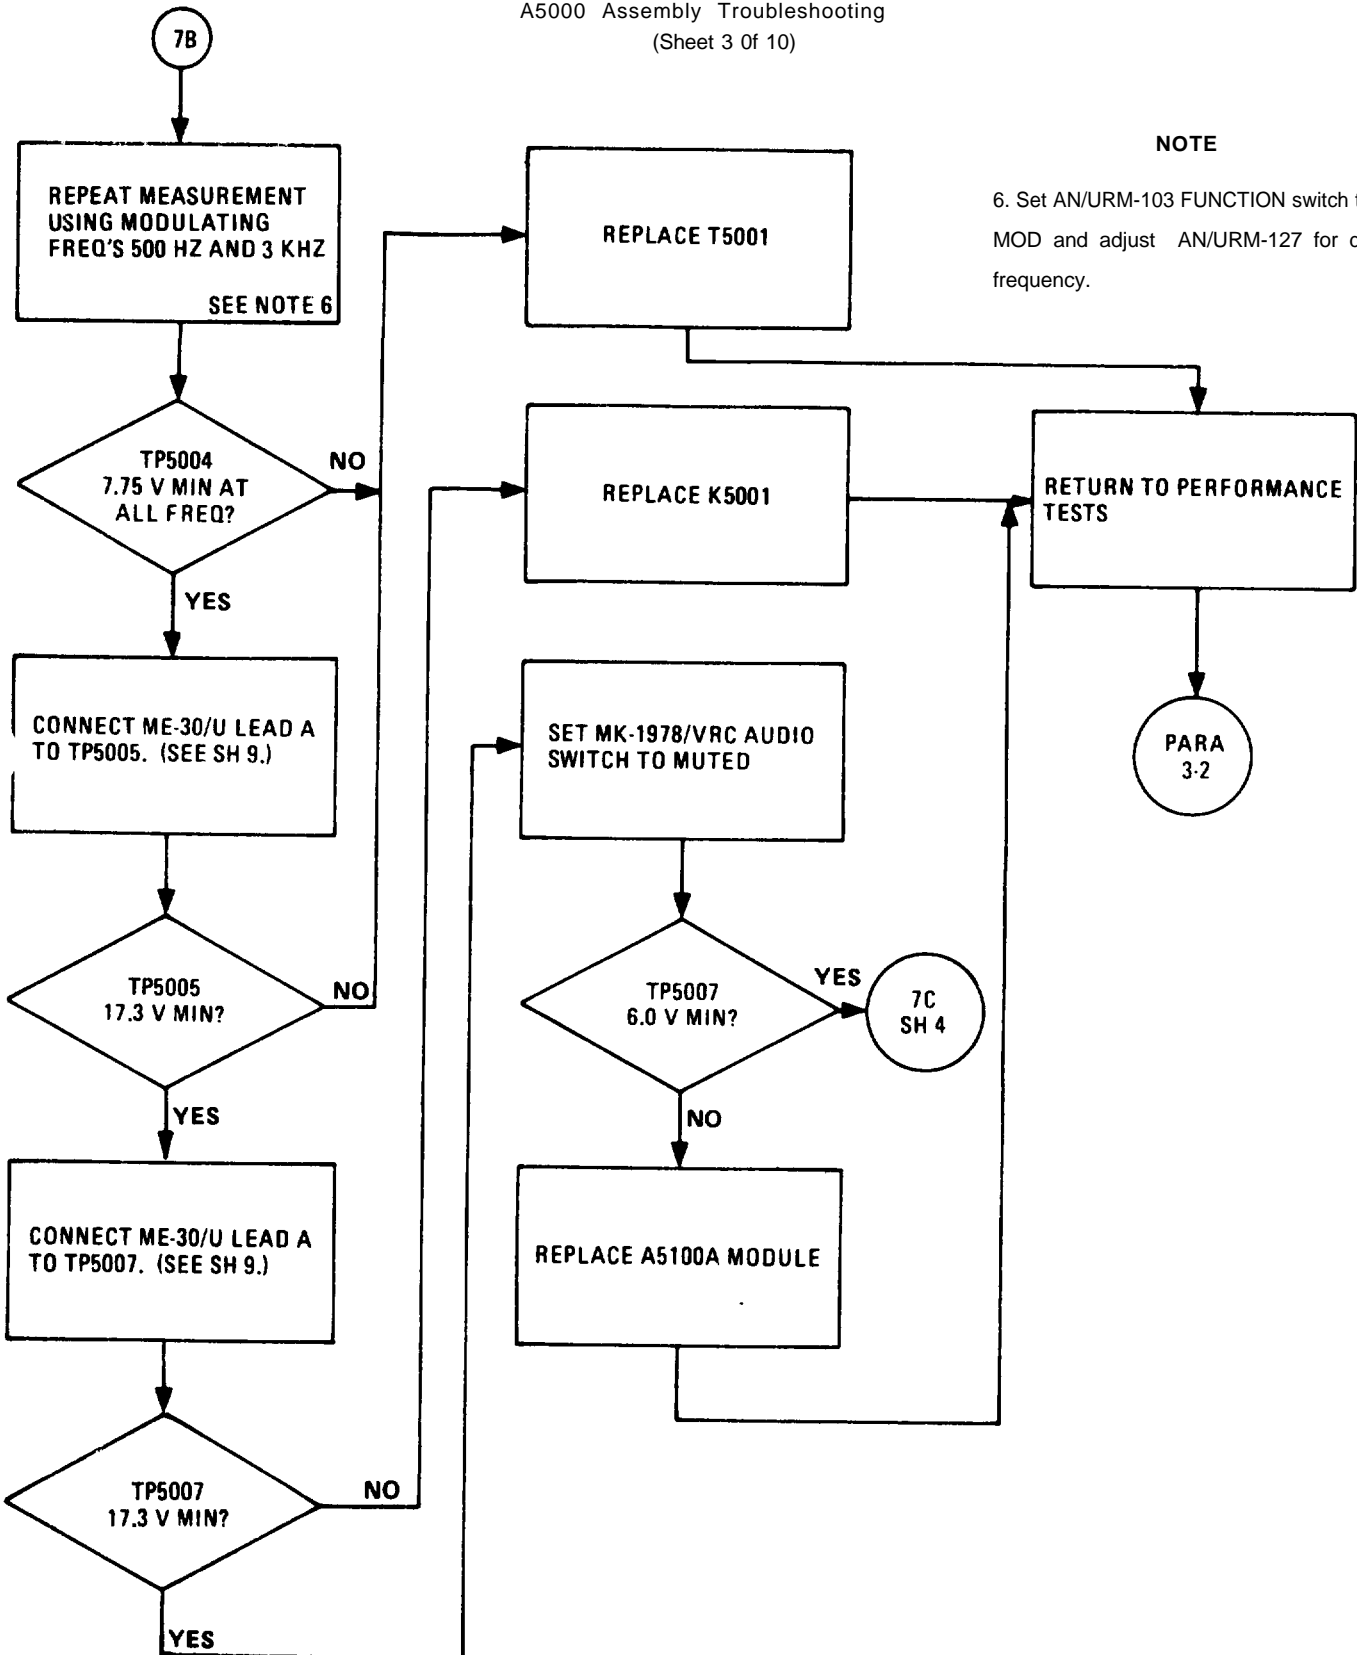 A5000 Assembly Troubleshooting
(Sheet 3 0f 10)
7B
REPEAT MEASUREMENT
USING MODULATING
FREQ'S 500 HZ AND 3 KHZ
SEE NOTE 6
TP5004
7.75 V MIN AT
ALL FREQ?
NO
YES
CONNECT ME-30/U LEAD A
TO TP5005. (SEE SH 9.)
TP5005
17.3 V MIN?
NO
YES
CONNECT ME-30/U LEAD A
TO TP5007. (SEE SH 9.)
TP5007
17.3 V MIN?
NO
YES
REPLACE T5001
REPLACE K5001
SET MK-1978/VRC AUDIO
SWITCH TO MUTED
TP5007
6.0 V MIN?
YES
7C
SH 4
NO
REPLACE A5100A MODULE
NOTE
6. Set AN/URM-103 FUNCTION switch
MOD and adjust AN/URM-127 for
frequency.
RETURN TO PERFORMANCE
TESTS
PARA
3-2